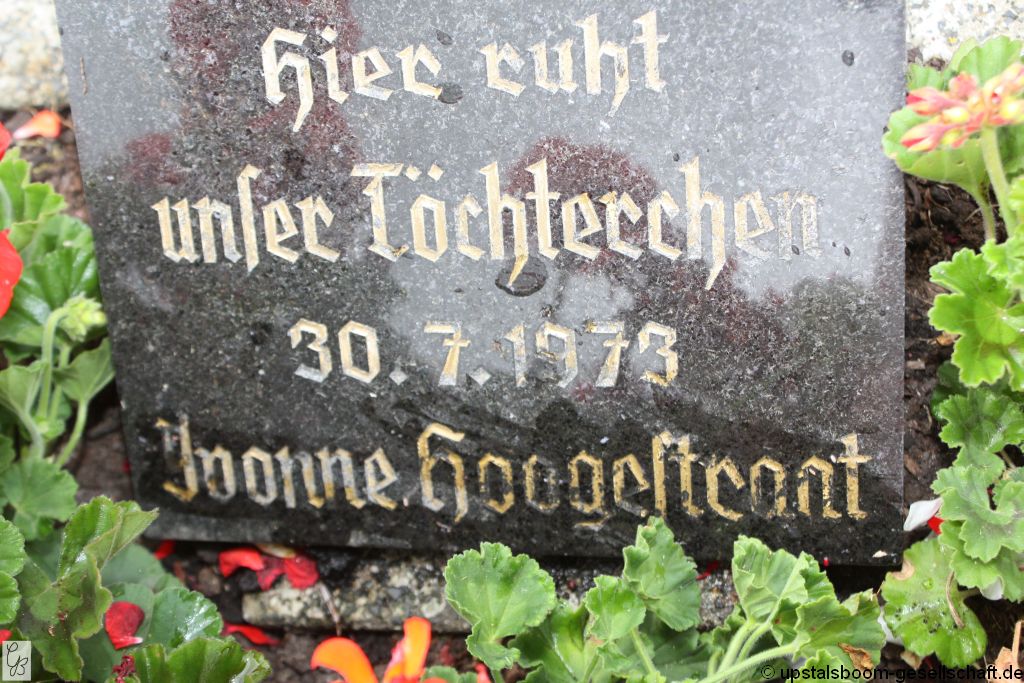 Hier ruht
unser Töchterchen
30.7.1973
Yvonne Hoogestraat
upstalsboom-gesellschaft.de